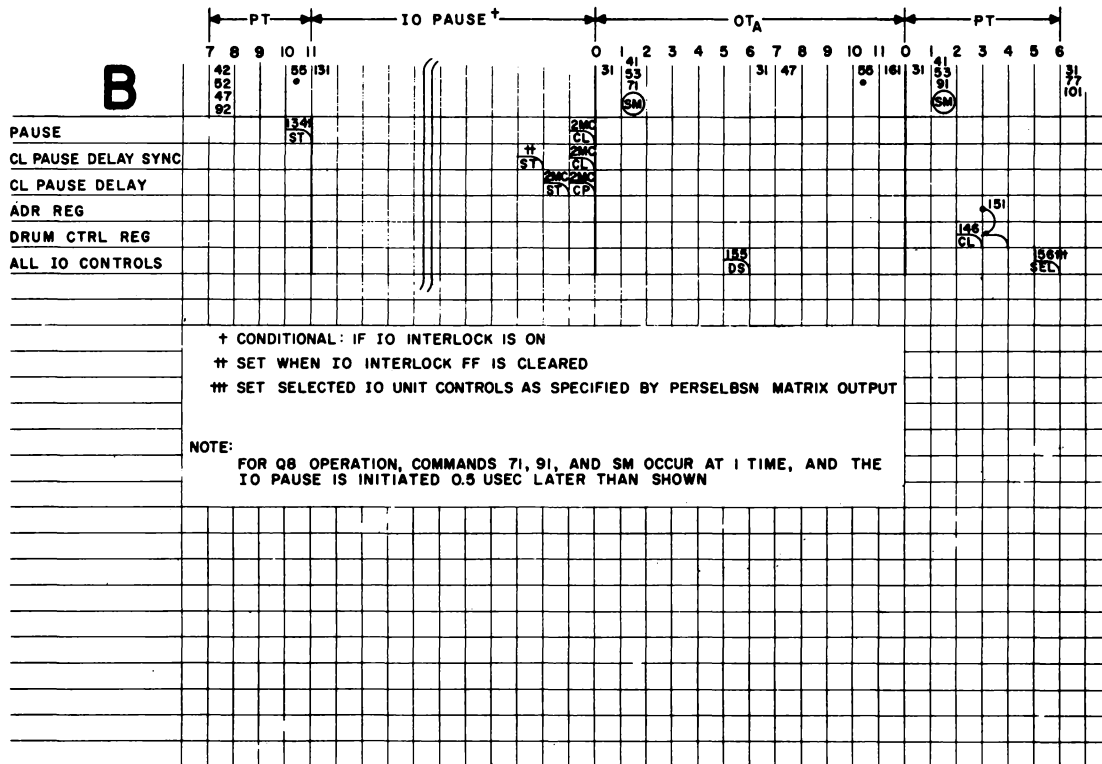 PT IO PAUSE† OT_A PT
7 8 9 10 11 0 1 2 3 4 5 6 7 8 9 10 11 0 1 2 3 4 5 6
B
42 55 131 31 41 31 47 55 161 31 41 31
52 • 53 • 53 77
47 71 91 101
92 SM SM
PAUSE 134 ST 2MC CL
CL PAUSE DELAY SYNC †† ST 2MC CL
CL PAUSE DELAY 2MC ST 2MC CP
ADR REG 151
DRUM CTRL REG 146 CL
ALL IO CONTROLS 155 DS 156††† SEL
† CONDITIONAL: IF IO INTERLOCK IS ON
†† SET WHEN IO INTERLOCK FF IS CLEARED
††† SET SELECTED IO UNIT CONTROLS AS SPECIFIED BY PERSELBSN MATRIX OUTPUT
NOTE:
FOR Q8 OPERATION, COMMANDS 71, 91, AND SM OCCUR AT 1 TIME, AND THE
IO PAUSE IS INITIATED 0.5 USEC LATER THAN SHOWN